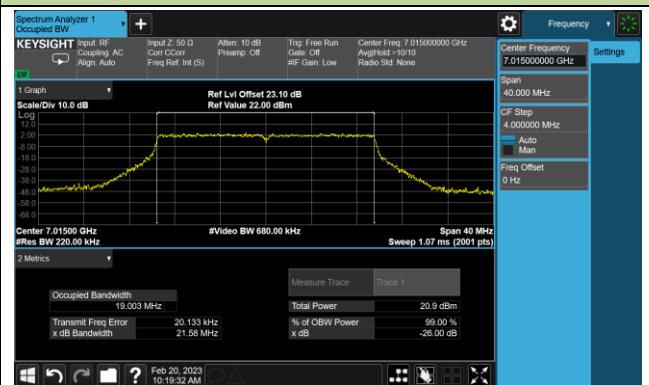 Spectrum Analyzer 1
Occupied BW
Frequency
KEYSIGHT
Input: RF
Coupling: AC
Align: Auto
Input Z: 50 Ω
Corr CCorr
Freq Ref: Int (S)
Atten: 10 dB
Preamp: Off
Trig: Free Run
Gate: Off
#IF Gain: Low
Center Freq: 7.015000000 GHz
Avg|Hold:>10/10
Radio Std: None
Center Frequency
7.015000000 GHz
Settings
Span
40.000 MHz
CF Step
4.000000 MHz
Auto
Man
Freq Offset
0 Hz
1 Graph
Scale/Div 10.0 dB
Ref Lvl Offset 23.10 dB
Ref Value 22.00 dBm
Log
12.0
2.00
-8.00
-18.0
-28.0
-38.0
-48.0
-58.0
-68.0
Center 7.01500 GHz
#Res BW 220.00 kHz
#Video BW 680.00 kHz
Span 40 MHz
Sweep 1.07 ms (2001 pts)
2 Metrics
Measure Trace
Trace 1
Occupied Bandwidth
19.003 MHz
Total Power
20.9 dBm
Transmit Freq Error
20.133 kHz
% of OBW Power
99.00 %
x dB Bandwidth
21.58 MHz
x dB
-26.00 dB
?
Feb 20, 2023
10:19:32 AM